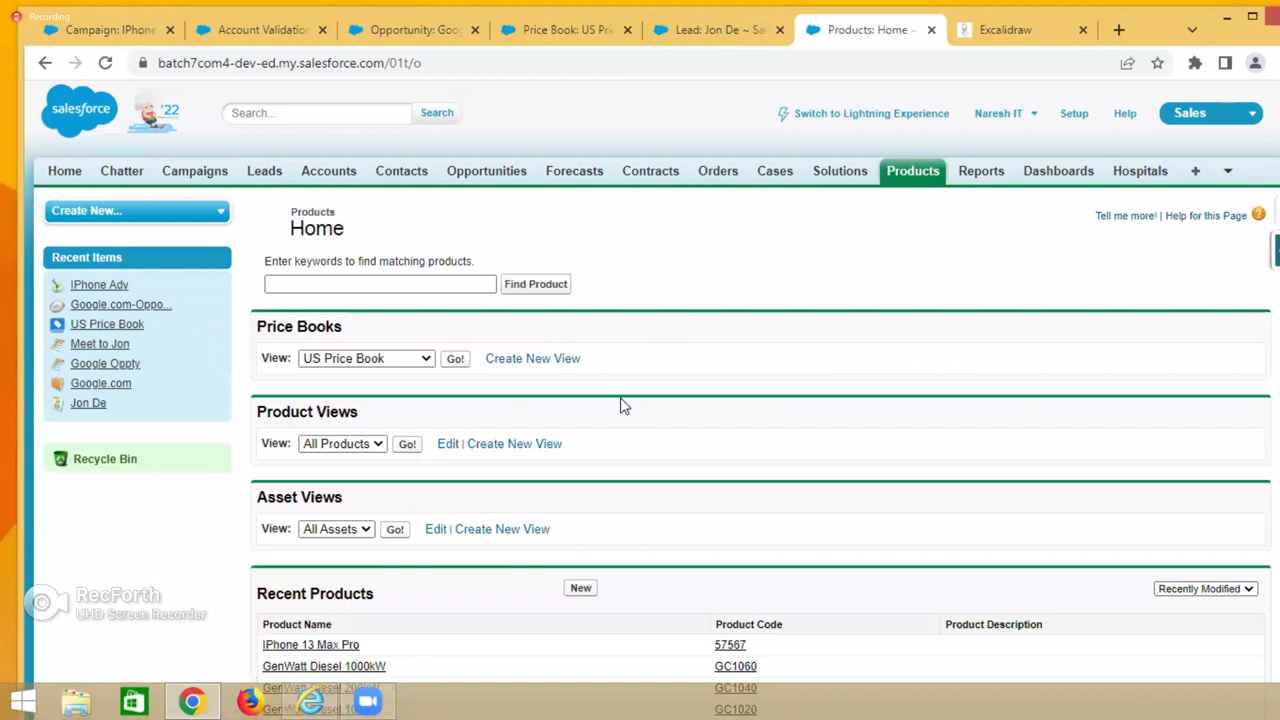 Recording
Campaign: IPhone
Account Validatio
Opportunity: Goog
Price Book: US Pri
Lead: Jon De ~ Sa
Products: Home ~
Excalidraw
batch7com4-dev-ed.my.salesforce.com/01t/o
salesforce
'22
Search...
Search
Switch to Lightning Experience
Naresh IT
Setup
Help
Sales
Home
Chatter
Campaigns
Leads
Accounts
Contacts
Opportunities
Forecasts
Contracts
Orders
Cases
Solutions
Products
Reports
Dashboards
Hospitals
+
Create New...
Recent Items
IPhone Adv
Google.com-Oppo...
US Price Book
Meet to Jon
Google Oppty
Google.com
Jon De
Recycle Bin
Products
Home
Tell me more! | Help for this Page
Enter keywords to find matching products.
Find Product
Price Books
View: US Price Book Go! Create New View
Product Views
View: All Products Go! Edit | Create New View
Asset Views
View: All Assets Go! Edit | Create New View
Recent Products New Recently Modified
Product Name Product Code Product Description
IPhone 13 Max Pro 57567
GenWatt Diesel 1000kW GC1060
GenWatt Diesel 200kW GC1040
GC1020
RecForth
UHD Screen Recorder